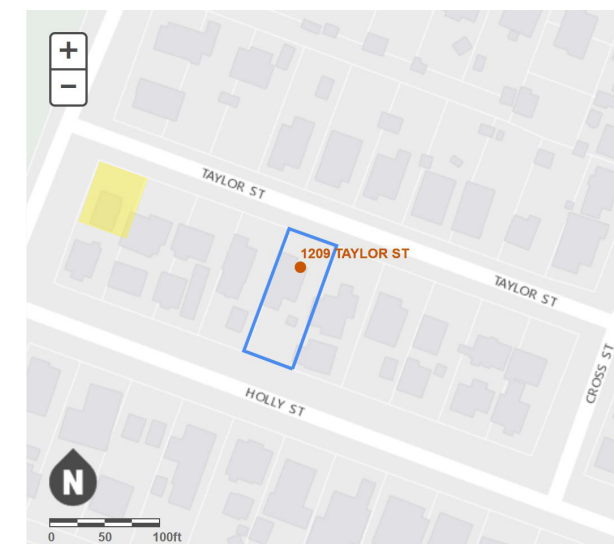 +
−
TAYLOR ST
1209 TAYLOR ST
TAYLOR ST
CROSS ST
HOLLY ST
N
0 50 100ft